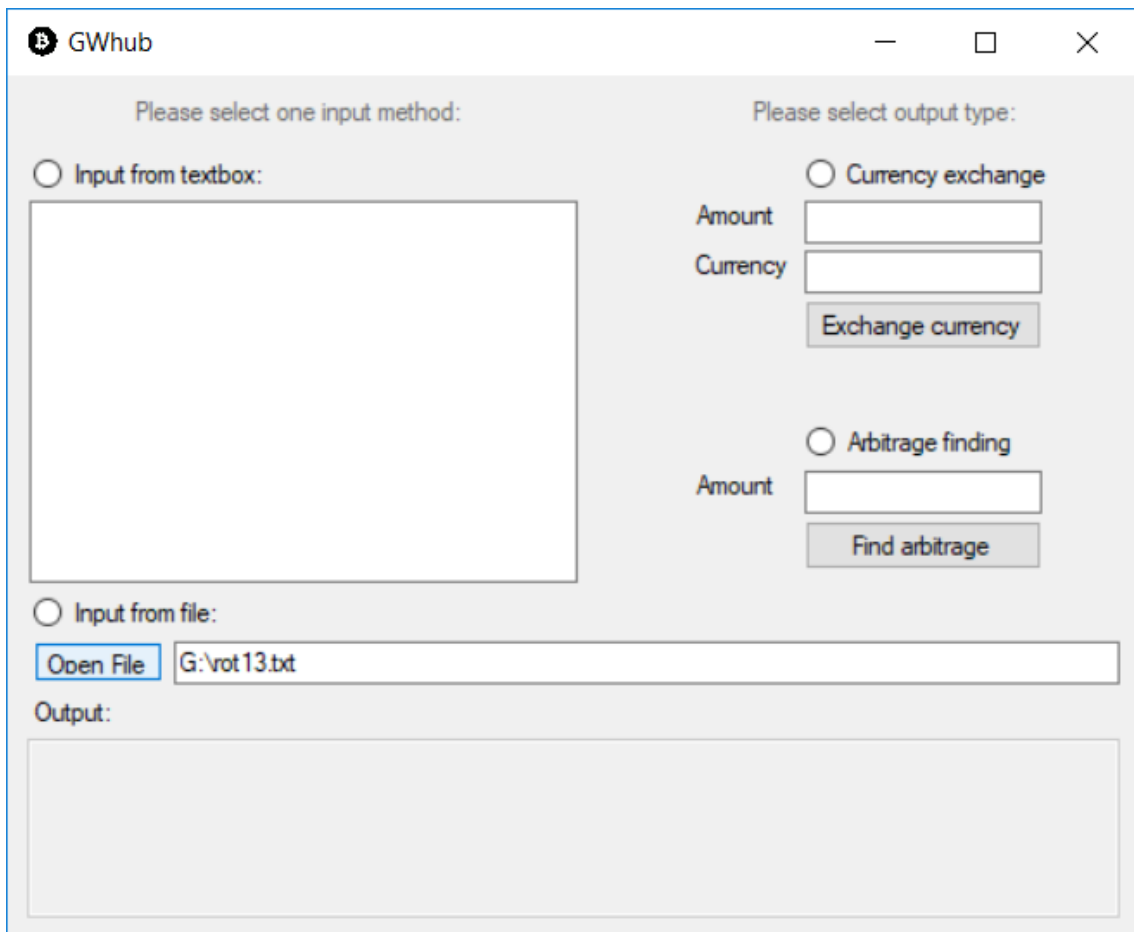 GWhub
Please select one input method:
Please select output type:
Input from textbox:
Currency exchange
Amount
Currency
Exchange currency
Arbitrage finding
Amount
Find arbitrage
Input from file:
Open File
G:\rot13.txt
Output: